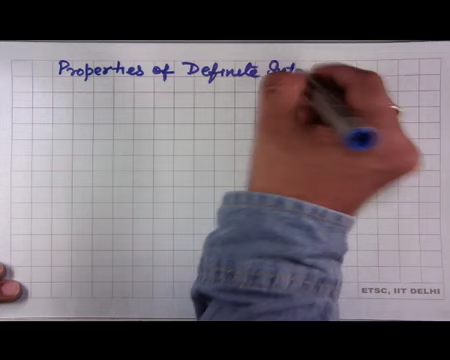 Properties of Definite
ETSC, IIT DELHI